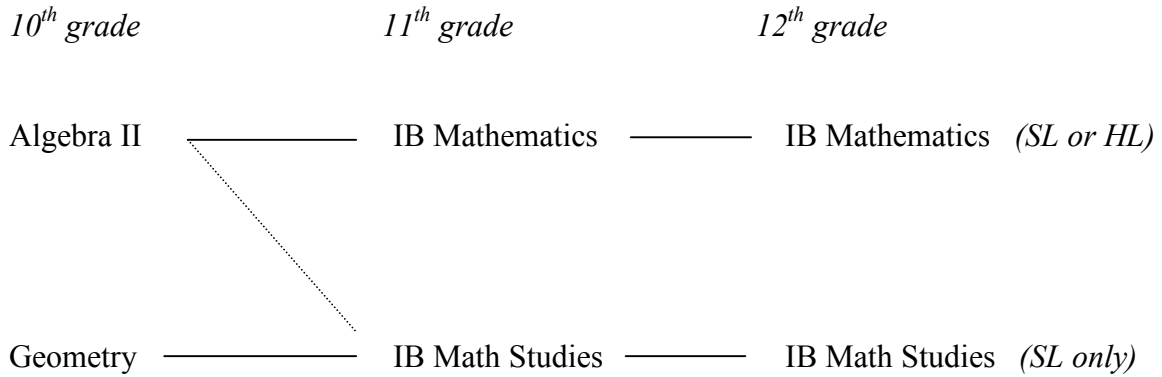 10th grade 11th grade 12th grade
Algebra II IB Mathematics IB Mathematics (SL or HL)
Geometry IB Math Studies IB Math Studies (SL only)